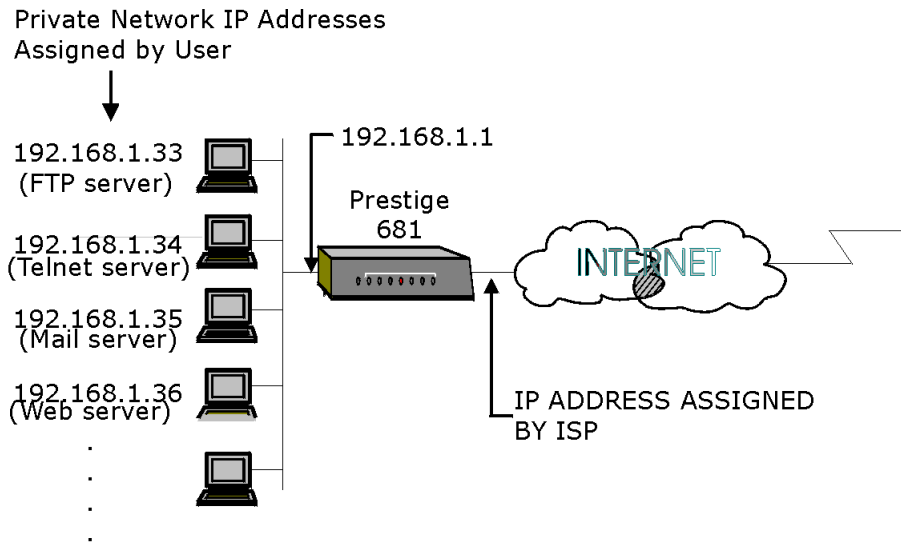 Private Network IP Addresses
Assigned by User
192.168.1.33
(FTP server)
192.168.1.34
(Telnet server)
192.168.1.35
(Mail server)
192.168.1.36
(Web server)
.
.
.
.
192.168.1.1
Prestige
681
INTERNET
IP ADDRESS ASSIGNED
BY ISP